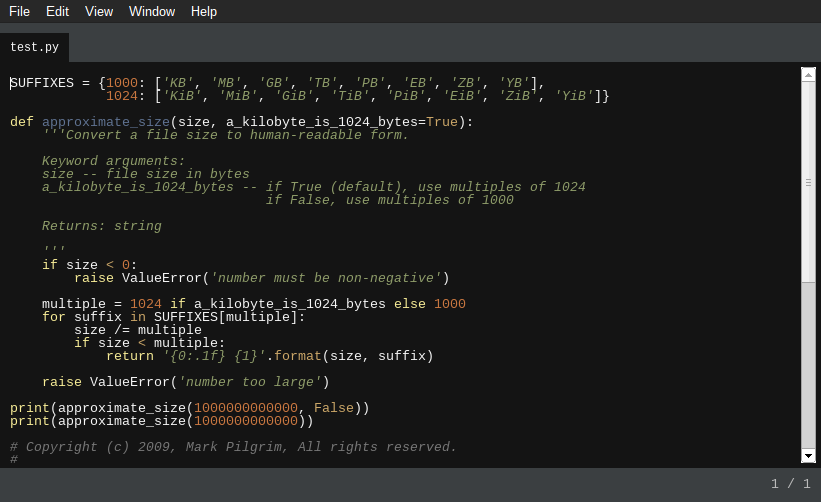 File Edit View Window Help
test.py
SUFFIXES = {1000: ['KB', 'MB', 'GB', 'TB', 'PB', 'EB', 'ZB', 'YB'],
            1024: ['KiB', 'MiB', 'GiB', 'TiB', 'PiB', 'EiB', 'ZiB', 'YiB']}
def approximate_size(size, a_kilobyte_is_1024_bytes=True):
    '''Convert a file size to human-readable form.
    Keyword arguments:
    size -- file size in bytes
    a_kilobyte_is_1024_bytes -- if True (default), use multiples of 1024
                                if False, use multiples of 1000
    Returns: string
    '''
    if size < 0:
        raise ValueError('number must be non-negative')
    multiple = 1024 if a_kilobyte_is_1024_bytes else 1000
    for suffix in SUFFIXES[multiple]:
        size /= multiple
        if size < multiple:
            return '{0:.1f} {1}'.format(size, suffix)
    raise ValueError('number too large')
print(approximate_size(1000000000000, False))
print(approximate_size(1000000000000))
# Copyright (c) 2009, Mark Pilgrim, All rights reserved.
#
1 / 1